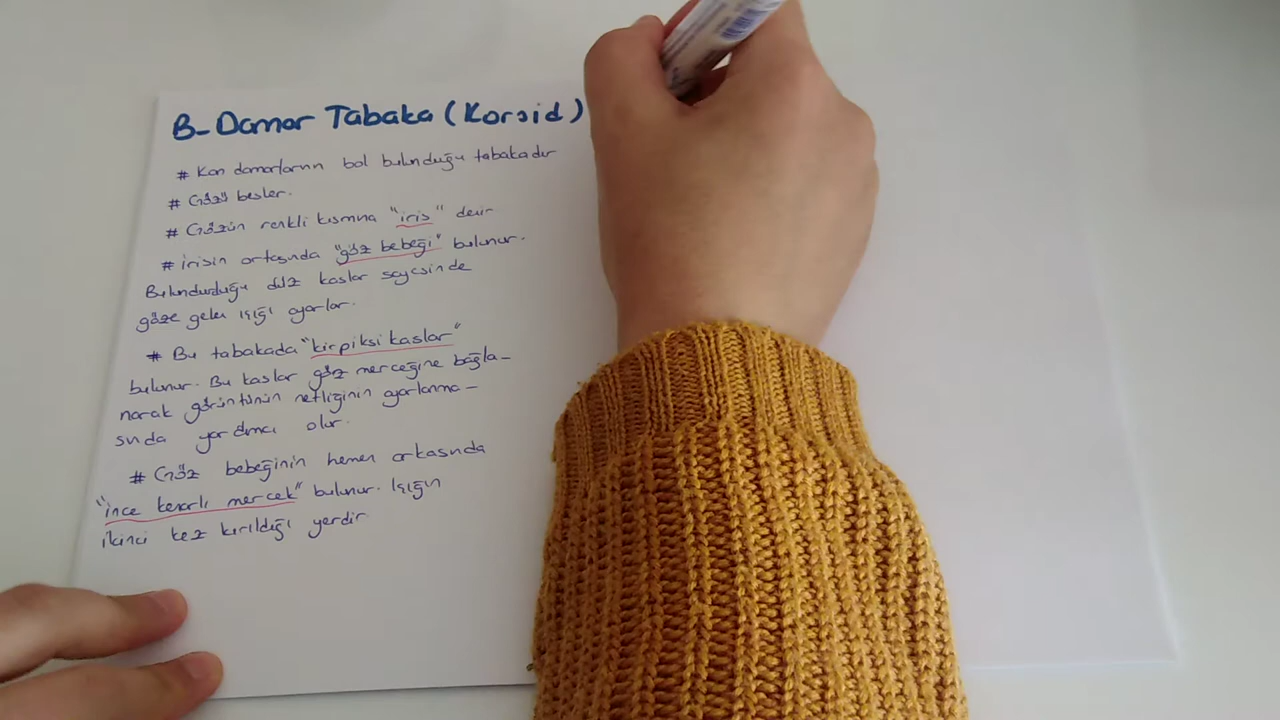 B- Damar Tabaka (Koroid)
# Kan damarlarının bol bulunduğu tabakadır
# Gözü besler.
# Gözün renkli kısmına "iris" denir
# İrisin ortasında "göz bebeği" bulunur.
Bulundurduğu düz kaslar sayesinde
göze gelen ışığı ayarlar.
# Bu tabakada "kirpiksi kaslar"
bulunur. Bu kaslar göz merceğine bağla-
narak görüntünün netliğinin ayarlanma-
sında yardımcı olur.
# Göz bebeğinin hemen arkasında
"ince kenarlı mercek" bulunur. Işığın
ikinci kez kırıldığı yerdir